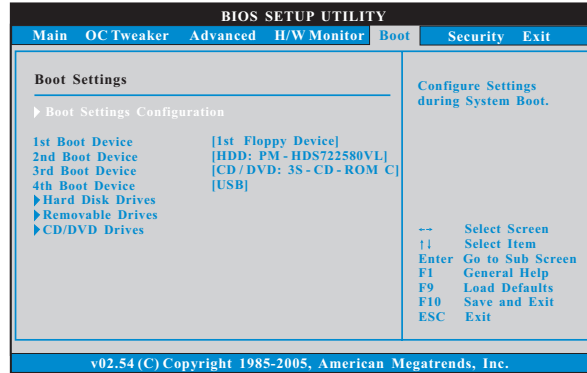 BIOS SETUP UTILITY
Main OC Tweaker Advanced H/W Monitor Boot Security Exit
Boot Settings
Boot Settings Configuration
1st Boot Device [1st Floppy Device]
2nd Boot Device [HDD: PM-HDS722580VL]
3rd Boot Device [CD/DVD: 3S-CD-ROM C]
4th Boot Device [USB]
Hard Disk Drives
Removable Drives
CD/DVD Drives
Configure Settings
during System Boot.
←→ Select Screen
↑↓ Select Item
Enter Go to Sub Screen
F1 General Help
F9 Load Defaults
F10 Save and Exit
ESC Exit
v02.54 (C) Copyright 1985-2005, American Megatrends, Inc.